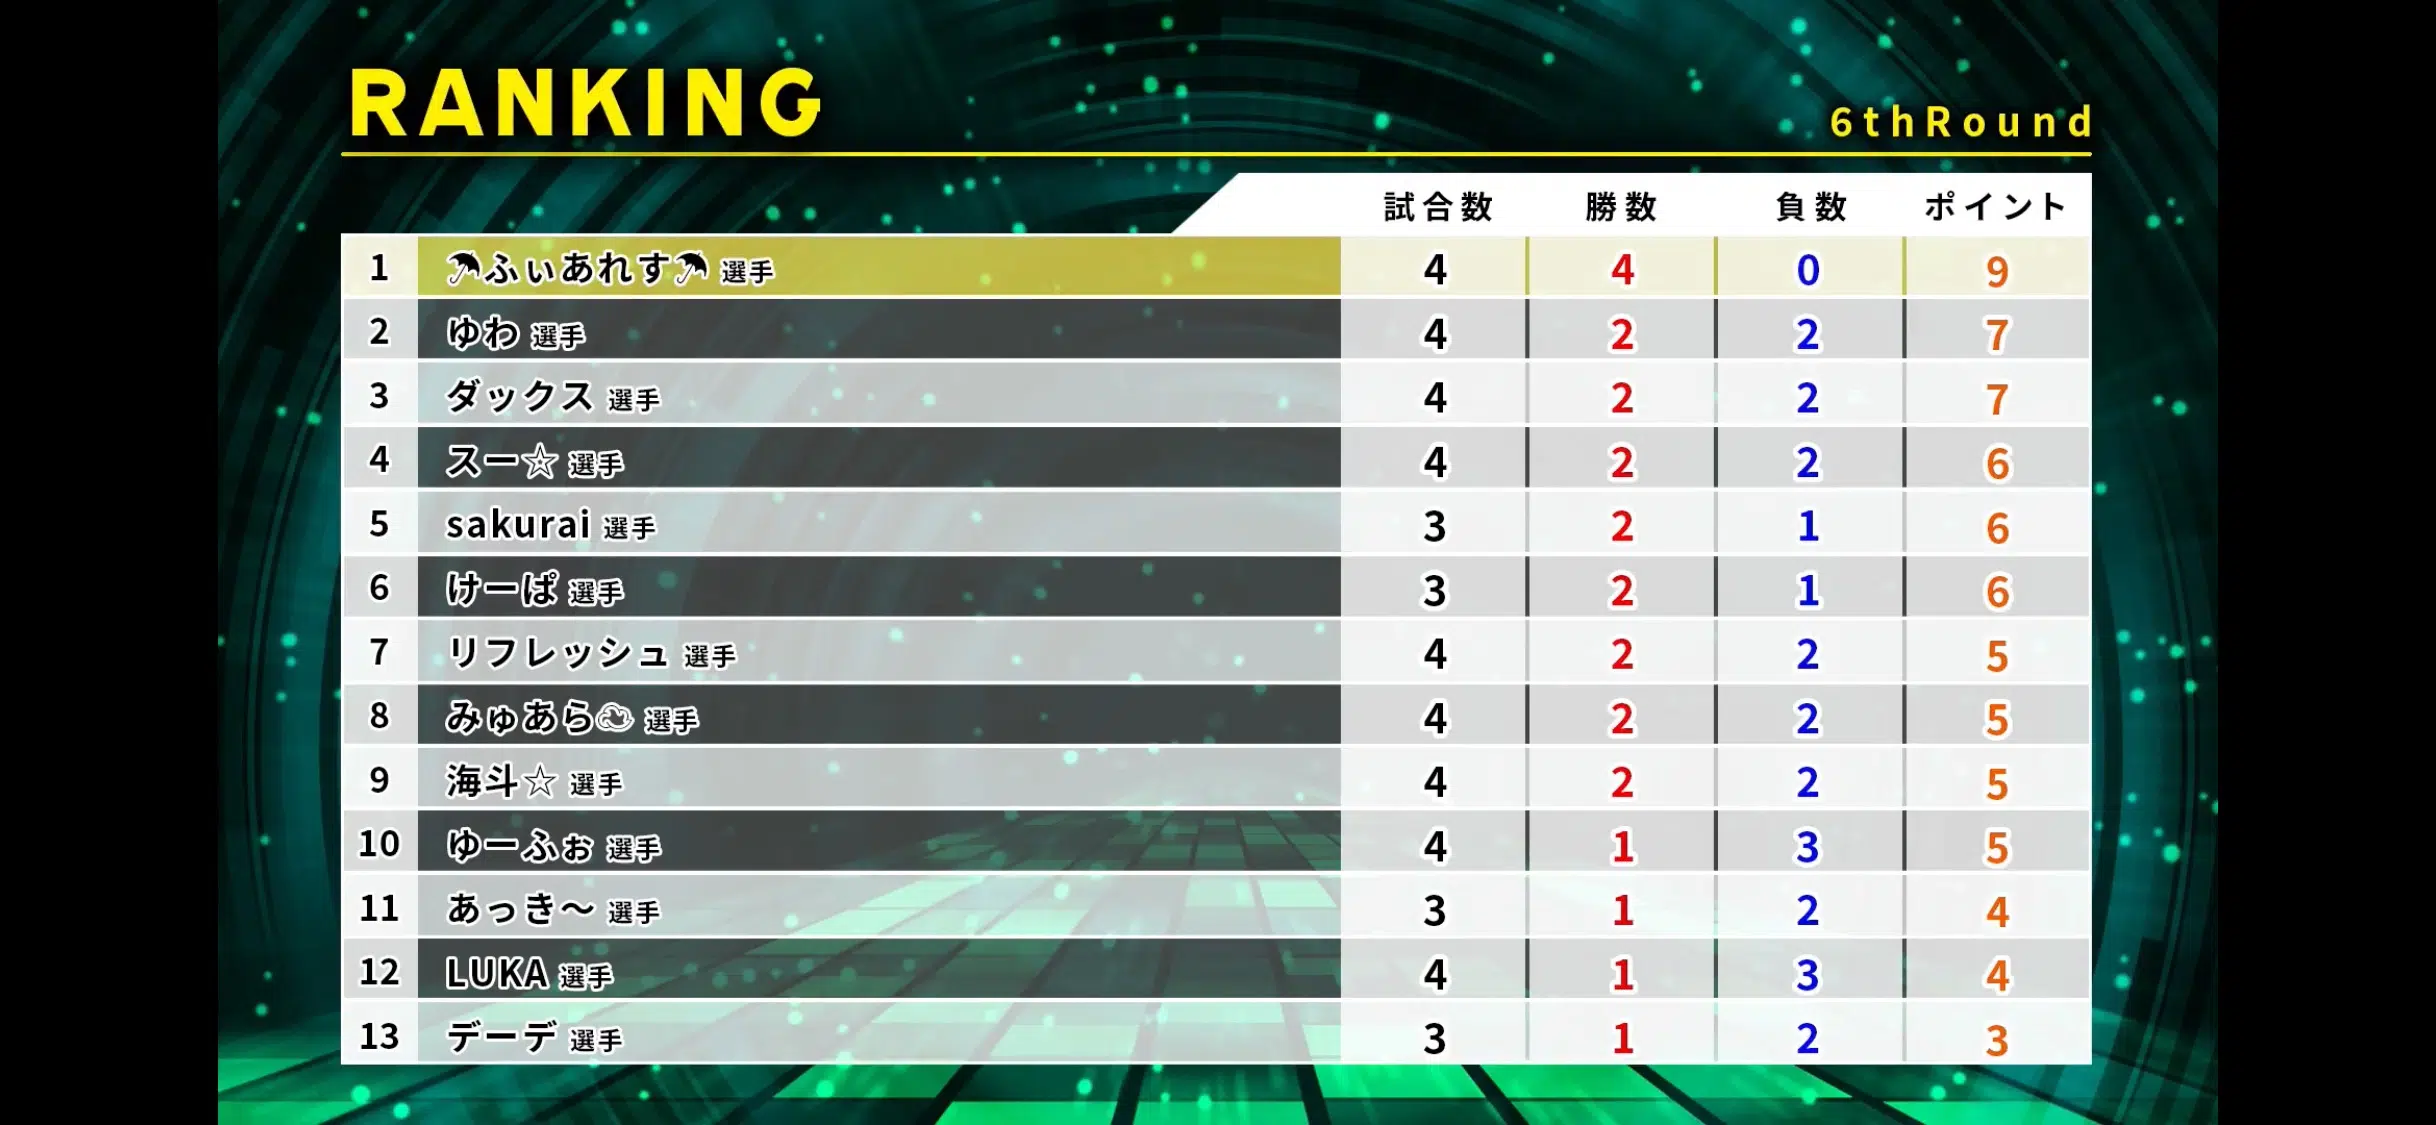 RANKING
6thRound
試合数 勝数 負数 ポイント
1 ☂ふぃあれす☂ 選手 4 4 0 9
2 ゆわ 選手 4 2 2 7
3 ダックス 選手 4 2 2 7
4 スー☆ 選手 4 2 2 6
5 sakurai 選手 3 2 1 6
6 けーぱ 選手 3 2 1 6
7 リフレッシュ 選手 4 2 2 5
8 みゅあら 選手 4 2 2 5
9 海斗☆ 選手 4 2 2 5
10 ゆーふぉ 選手 4 1 3 5
11 あっき～ 選手 3 1 2 4
12 LUKA 選手 4 1 3 4
13 デーデ 選手 3 1 2 3